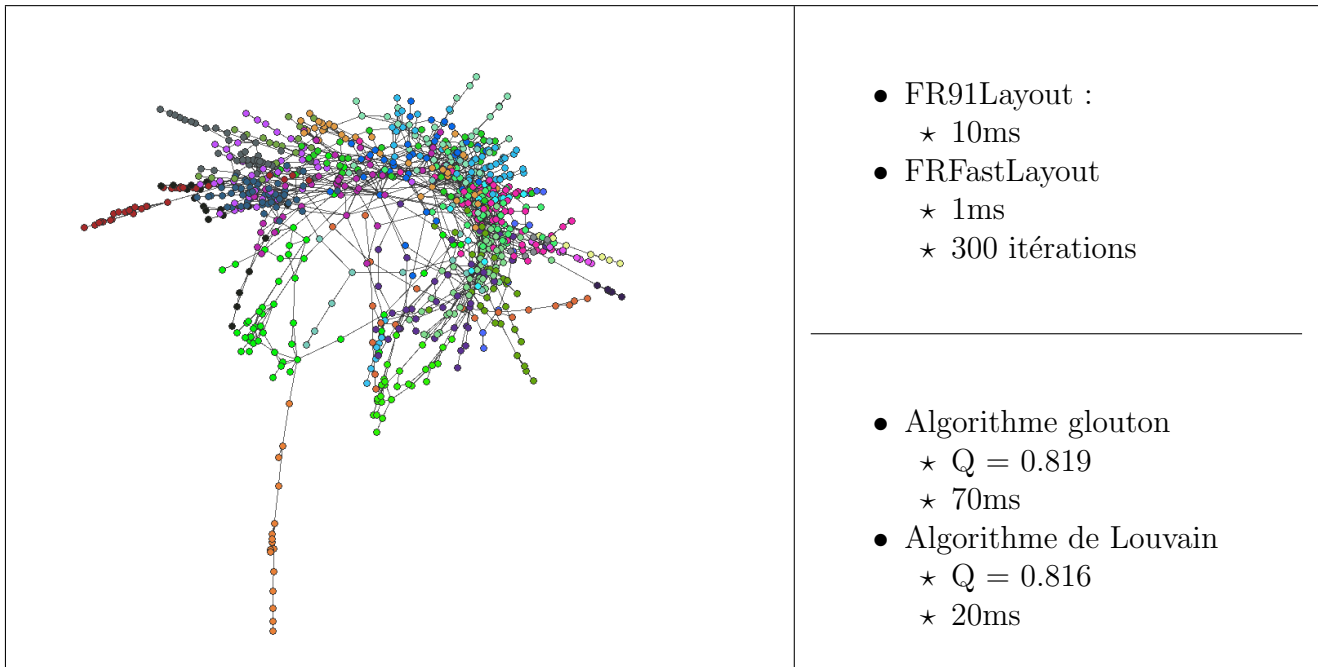 • FR91Layout :
⋆ 10ms
• FRFastLayout
⋆ 1ms
⋆ 300 itérations
• Algorithme glouton
⋆ Q = 0.819
⋆ 70ms
• Algorithme de Louvain
⋆ Q = 0.816
⋆ 20ms